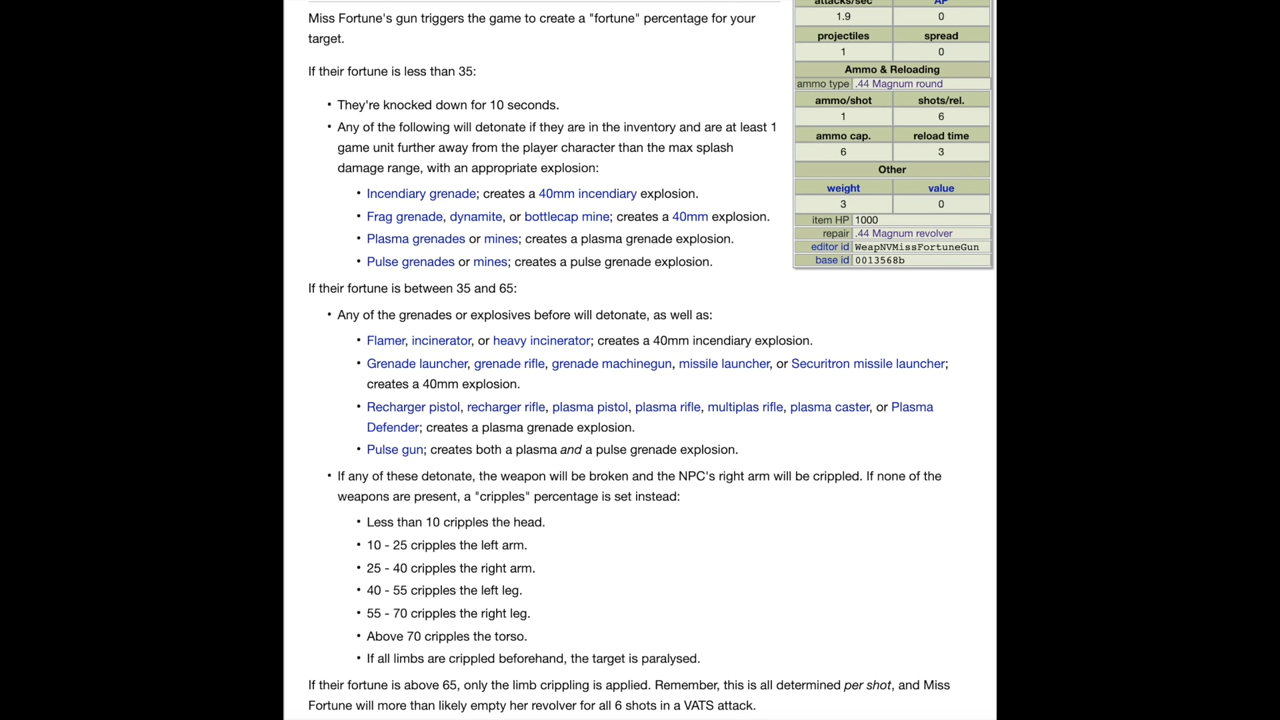 Miss Fortune's gun triggers the game to create a "fortune" percentage for your
target.
If their fortune is less than 35:
• They're knocked down for 10 seconds.
• Any of the following will detonate if they are in the inventory and are at least 1
game unit further away from the player character than the max splash
damage range, with an appropriate explosion:
• Incendiary grenade; creates a 40mm incendiary explosion.
• Frag grenade, dynamite, or bottlecap mine; creates a 40mm explosion.
• Plasma grenades or mines; creates a plasma grenade explosion.
• Pulse grenades or mines; creates a pulse grenade explosion.
If their fortune is between 35 and 65:
• Any of the grenades or explosives before will detonate, as well as:
• Flamer, incinerator, or heavy incinerator; creates a 40mm incendiary explosion.
• Grenade launcher, grenade rifle, grenade machinegun, missile launcher, or Securitron missile launcher;
creates a 40mm explosion.
• Recharger pistol, recharger rifle, plasma pistol, plasma rifle, multiplas rifle, plasma caster, or Plasma
Defender; creates a plasma grenade explosion.
• Pulse gun; creates both a plasma and a pulse grenade explosion.
• If any of these detonate, the weapon will be broken and the NPC's right arm will be crippled. If none of the
weapons are present, a "cripples" percentage is set instead:
• Less than 10 cripples the head.
• 10 - 25 cripples the left arm.
• 25 - 40 cripples the right arm.
• 40 - 55 cripples the left leg.
• 55 - 70 cripples the right leg.
• Above 70 cripples the torso.
• If all limbs are crippled beforehand, the target is paralysed.
If their fortune is above 65, only the limb crippling is applied. Remember, this is all determined per shot, and Miss
Fortune will more than likely empty her revolver for all 6 shots in a VATS attack.
attacks/sec AP
1.9 0
projectiles spread
1 0
Ammo & Reloading
ammo type .44 Magnum round
ammo/shot shots/rel.
1 6
ammo cap. reload time
6 3
Other
weight value
3 0
item HP 1000
repair .44 Magnum revolver
editor id WeapNVMissFortuneGun
base id 0013568b